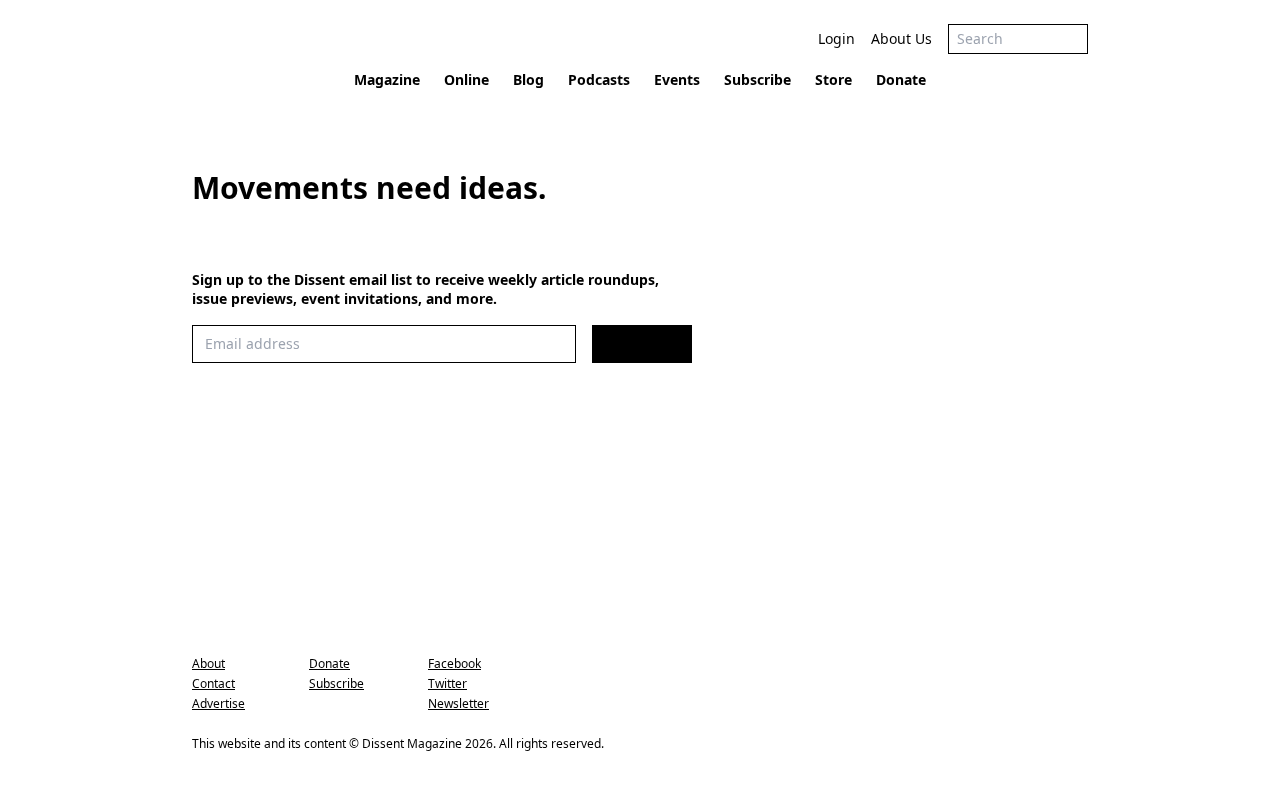 Login About Us Search
Magazine Online Blog Podcasts Events Subscribe Store Donate
Movements need ideas.
Sign up to the Dissent email list to receive weekly article roundups,
issue previews, event invitations, and more.
Email address
About Donate Facebook
Contact Subscribe Twitter
Advertise Newsletter
This website and its content © Dissent Magazine 2026. All rights reserved.